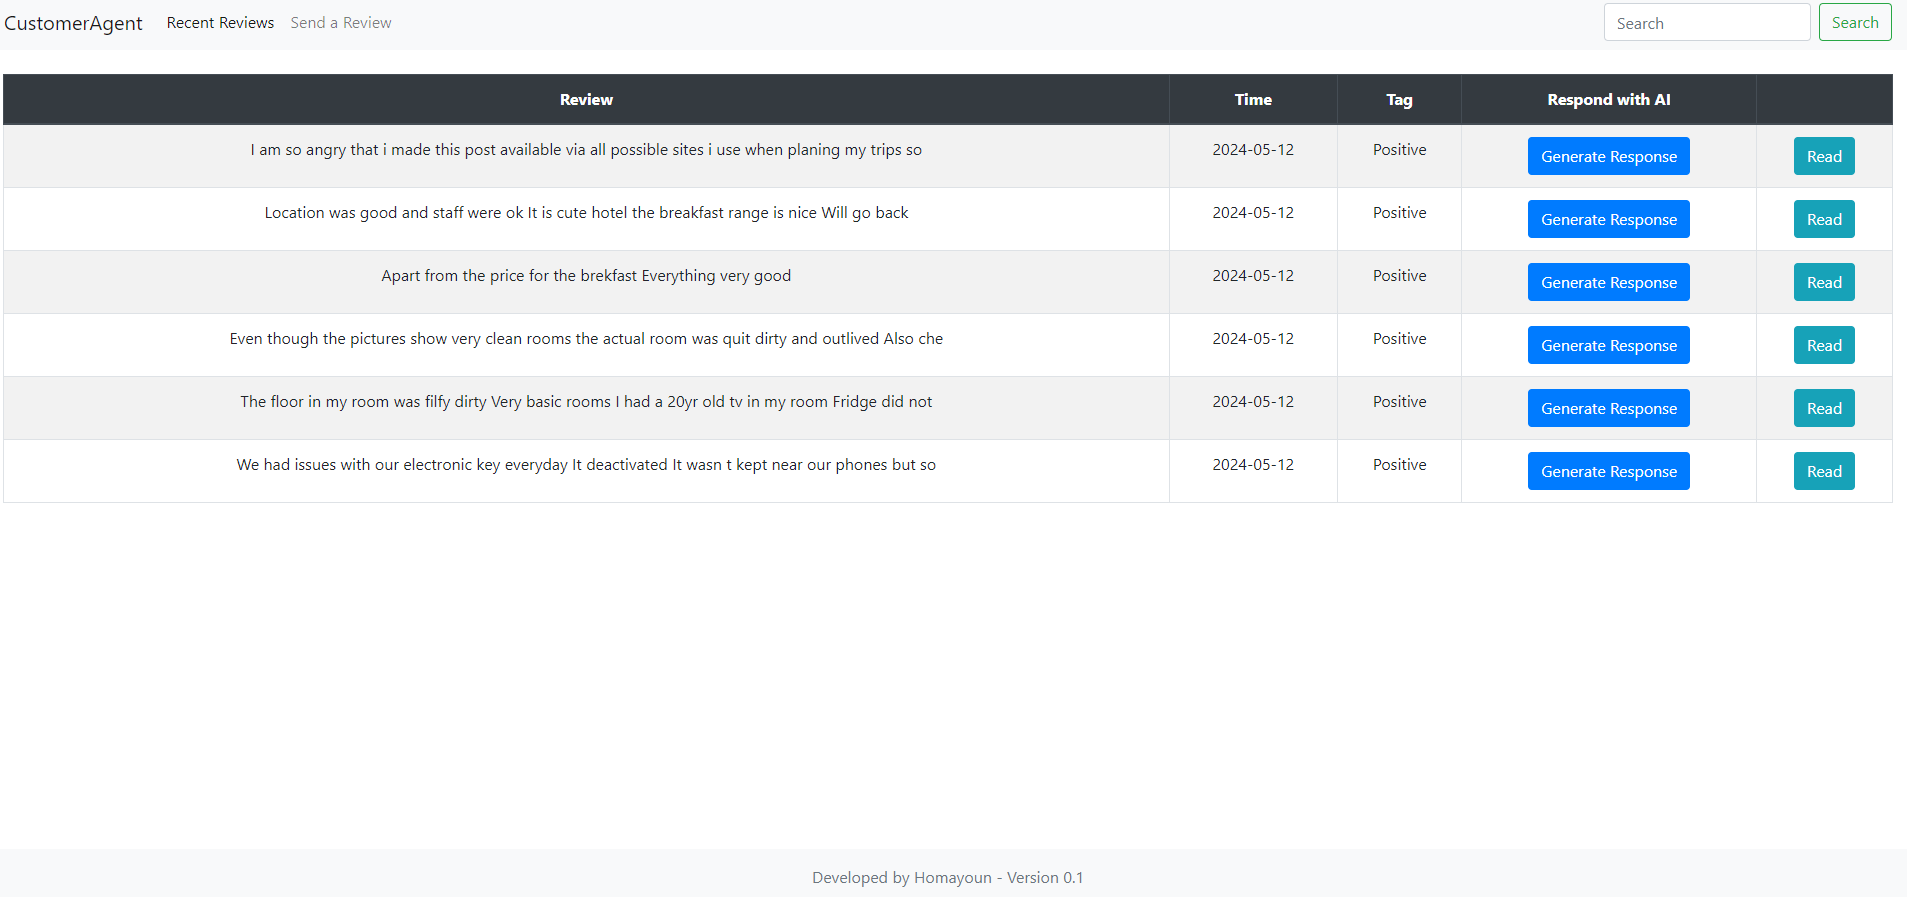 CustomerAgent Recent Reviews Send a Review Search Search
Review Time Tag Respond with AI
I am so angry that i made this post available via all possible sites i use when planing my trips so 2024-05-12 Positive Generate Response Read
Location was good and staff were ok It is cute hotel the breakfast range is nice Will go back 2024-05-12 Positive Generate Response Read
Apart from the price for the brekfast Everything very good 2024-05-12 Positive Generate Response Read
Even though the pictures show very clean rooms the actual room was quit dirty and outlived Also che 2024-05-12 Positive Generate Response Read
The floor in my room was filfy dirty Very basic rooms I had a 20yr old tv in my room Fridge did not 2024-05-12 Positive Generate Response Read
We had issues with our electronic key everyday It deactivated It wasn t kept near our phones but so 2024-05-12 Positive Generate Response Read
Developed by Homayoun - Version 0.1